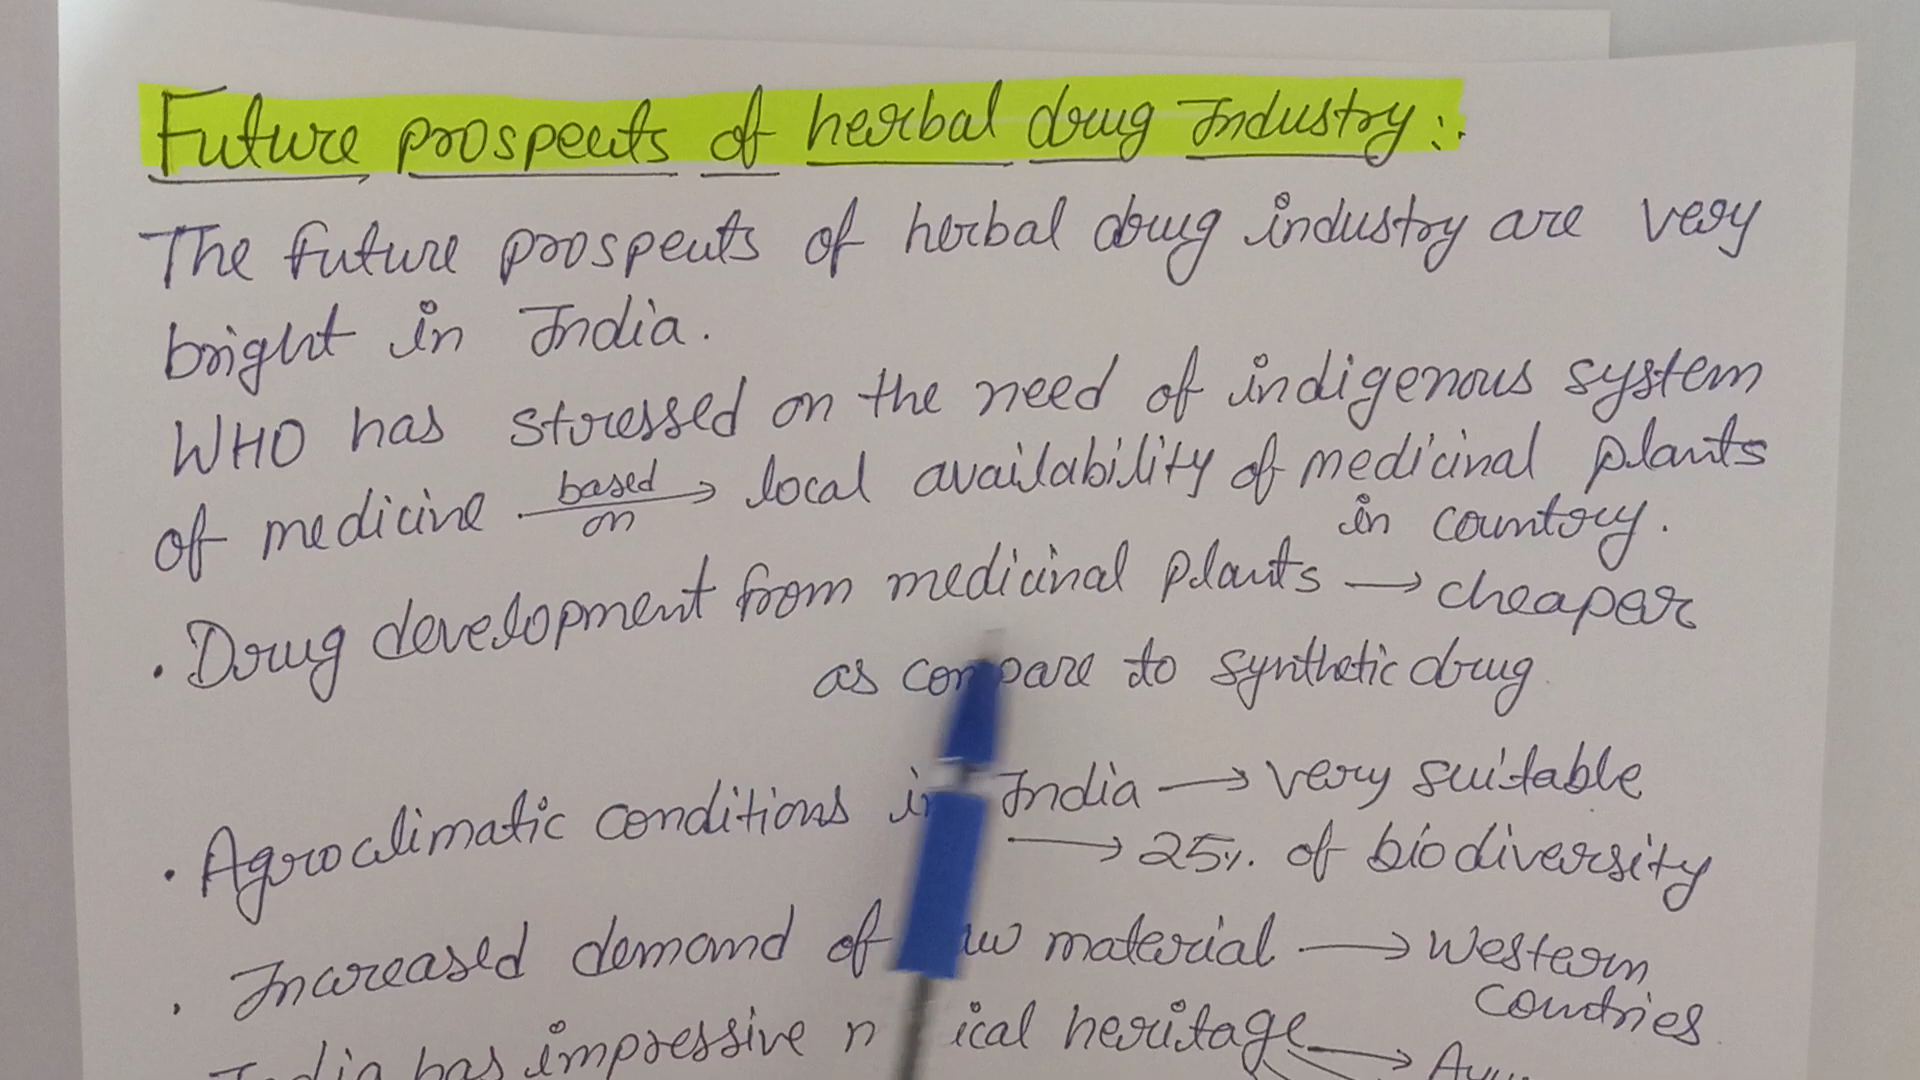 Future prospects of herbal drug Industry :-
The future prospects of herbal drug industry are very
bright in India.
WHO has stressed on the need of indigenous system
of medicine based on → local availability of medicinal plants
in country.
• Drug development from medicinal plants → cheaper
as compare to synthetic drug.
• Agroclimatic conditions in India → very suitable
→ 25% of biodiversity
• Increased demand of material → Western
Countries
India has impressive heritage →